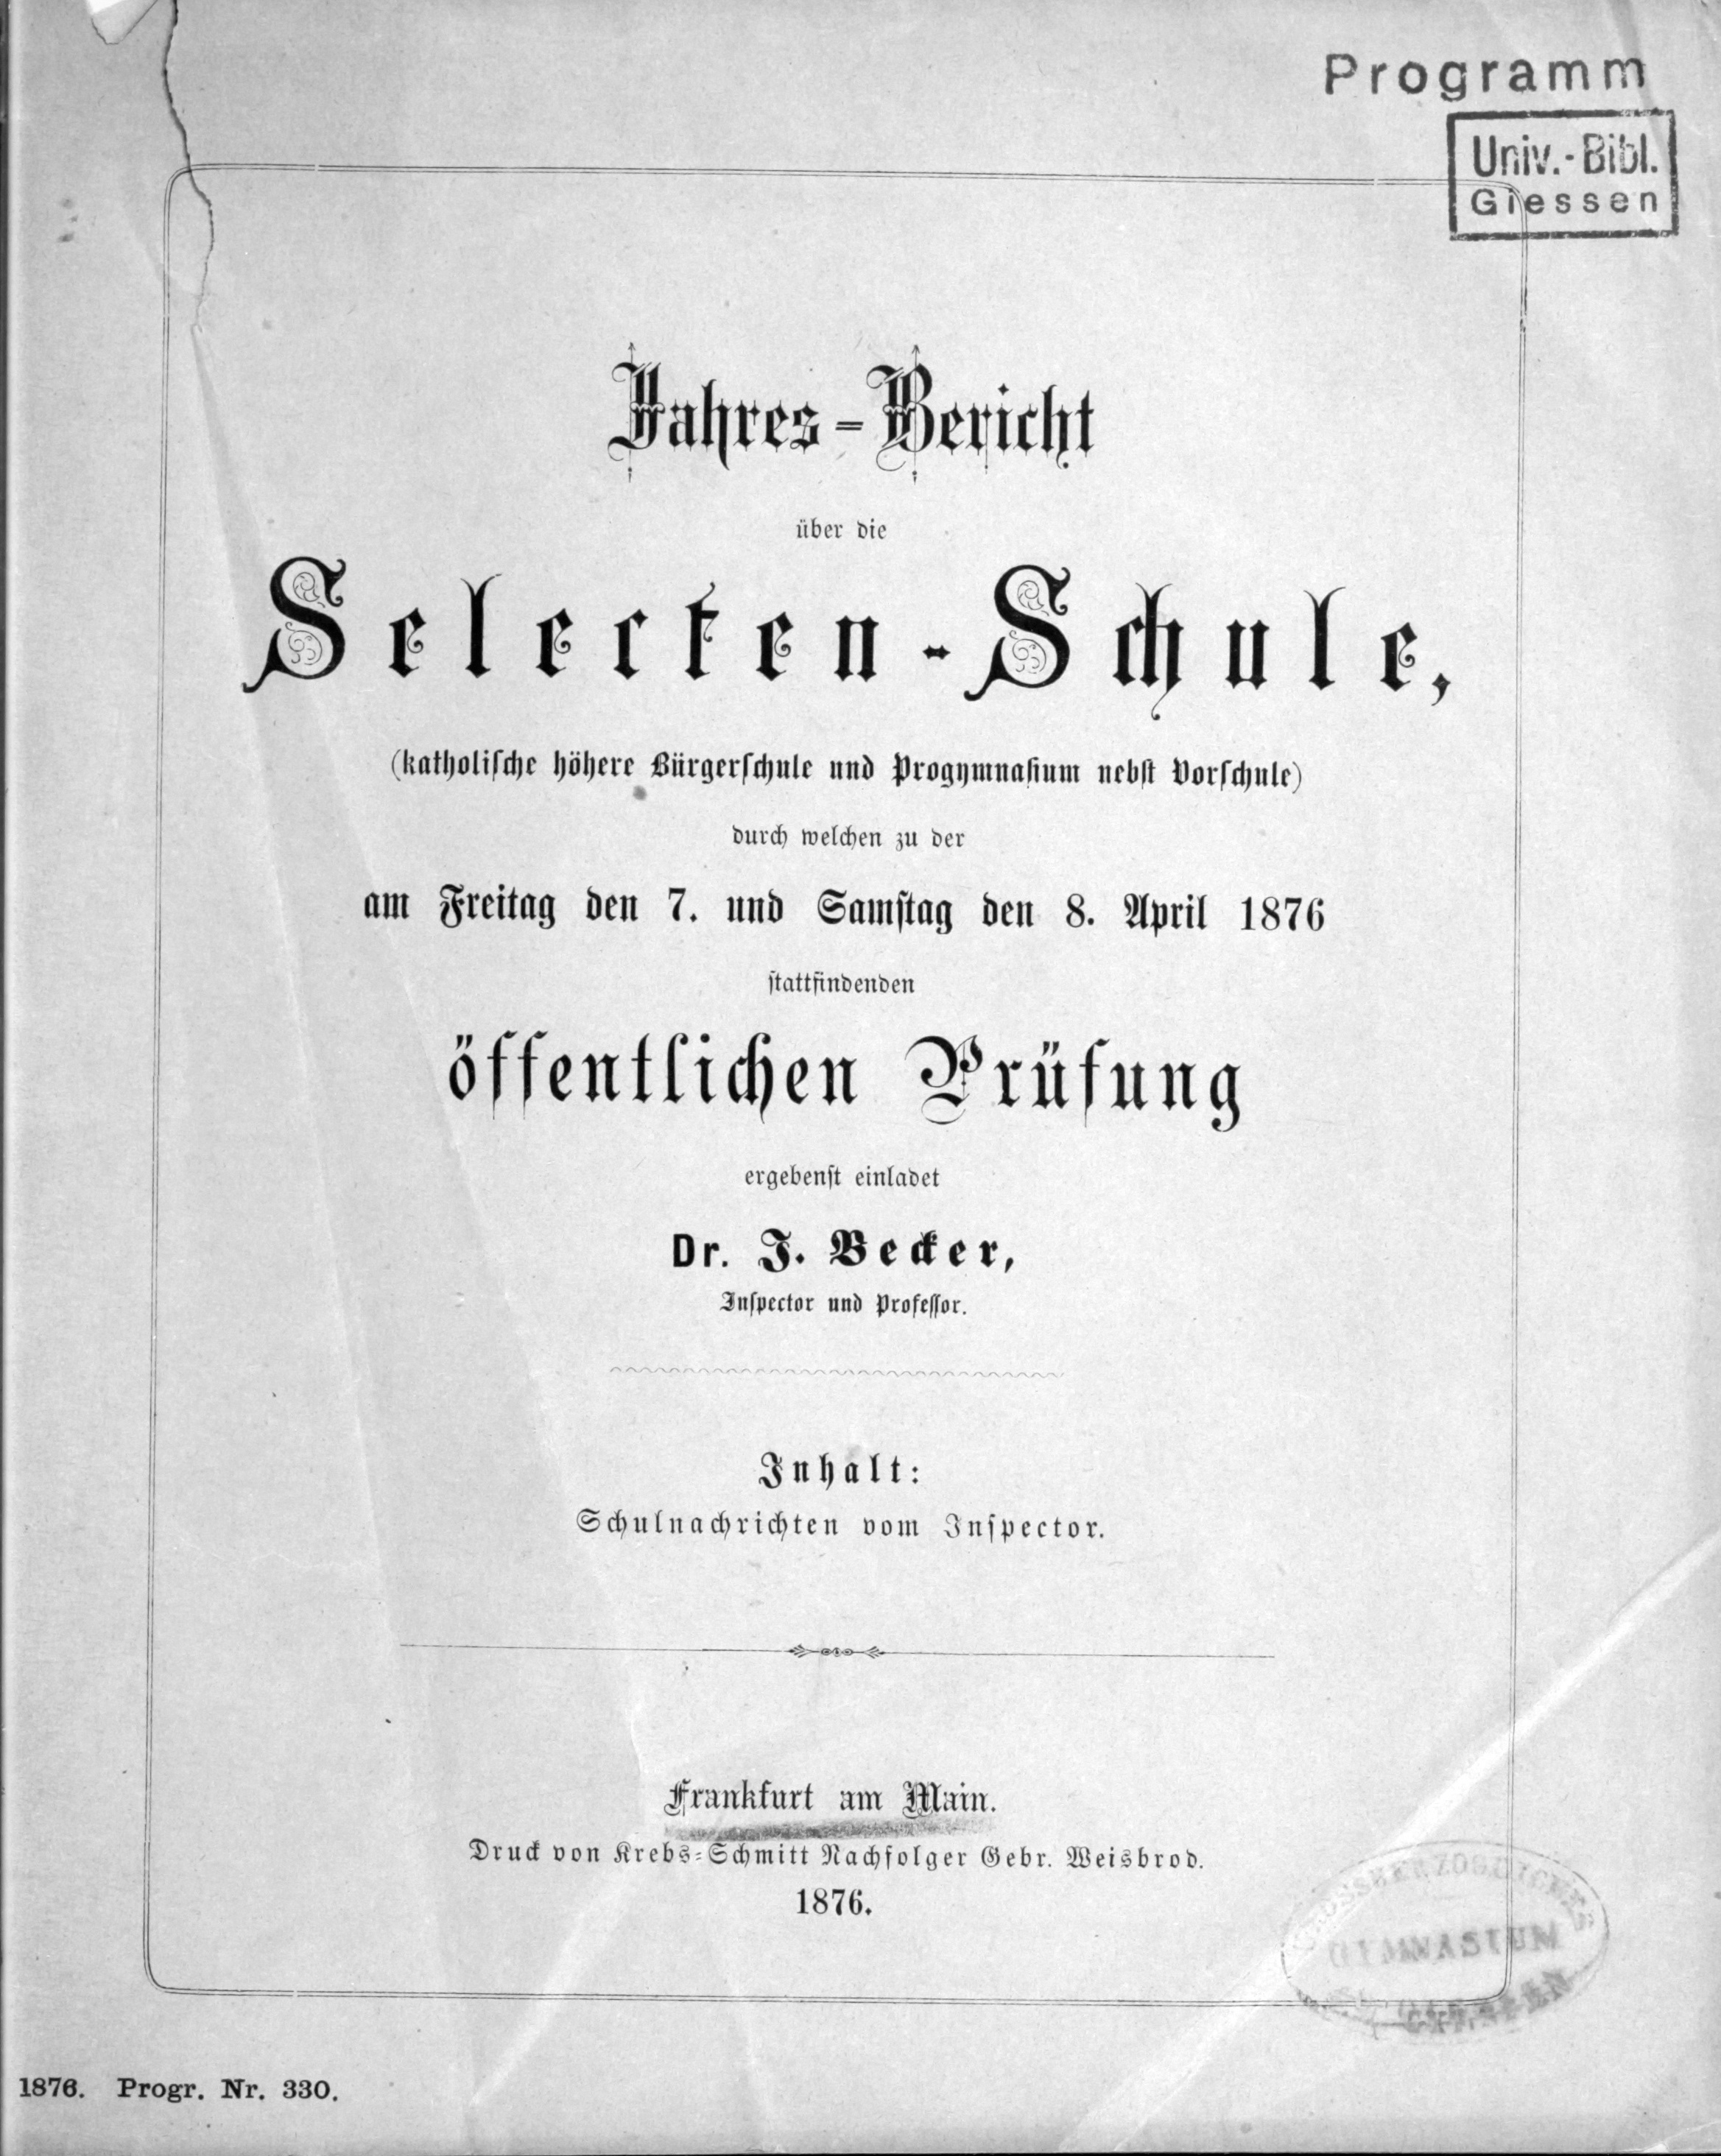 Programm
Univ.-Bibl.
Giessen
Jahres-Bericht
über die
Selecten-Schule,
(katholische höhere Bürgerschule und Progymnasium nebst Vorschule)
durch welchen zu der
am Freitag den 7. und Samstag den 8. April 1876
stattfindenden
öffentlichen Prüfung
ergebenst einladet
Dr. J. Becker,
Inspector und Professor.
Inhalt:
Schulnachrichten vom Inspector.
Frankfurt am Main.
Druck von Krebs-Schmitt Nachfolger Gebr. Weisbrod.
1876.
GROSSHERZOGLICHES
GYMNASIUM
GIESSEN
1876. Progr. Nr. 330.